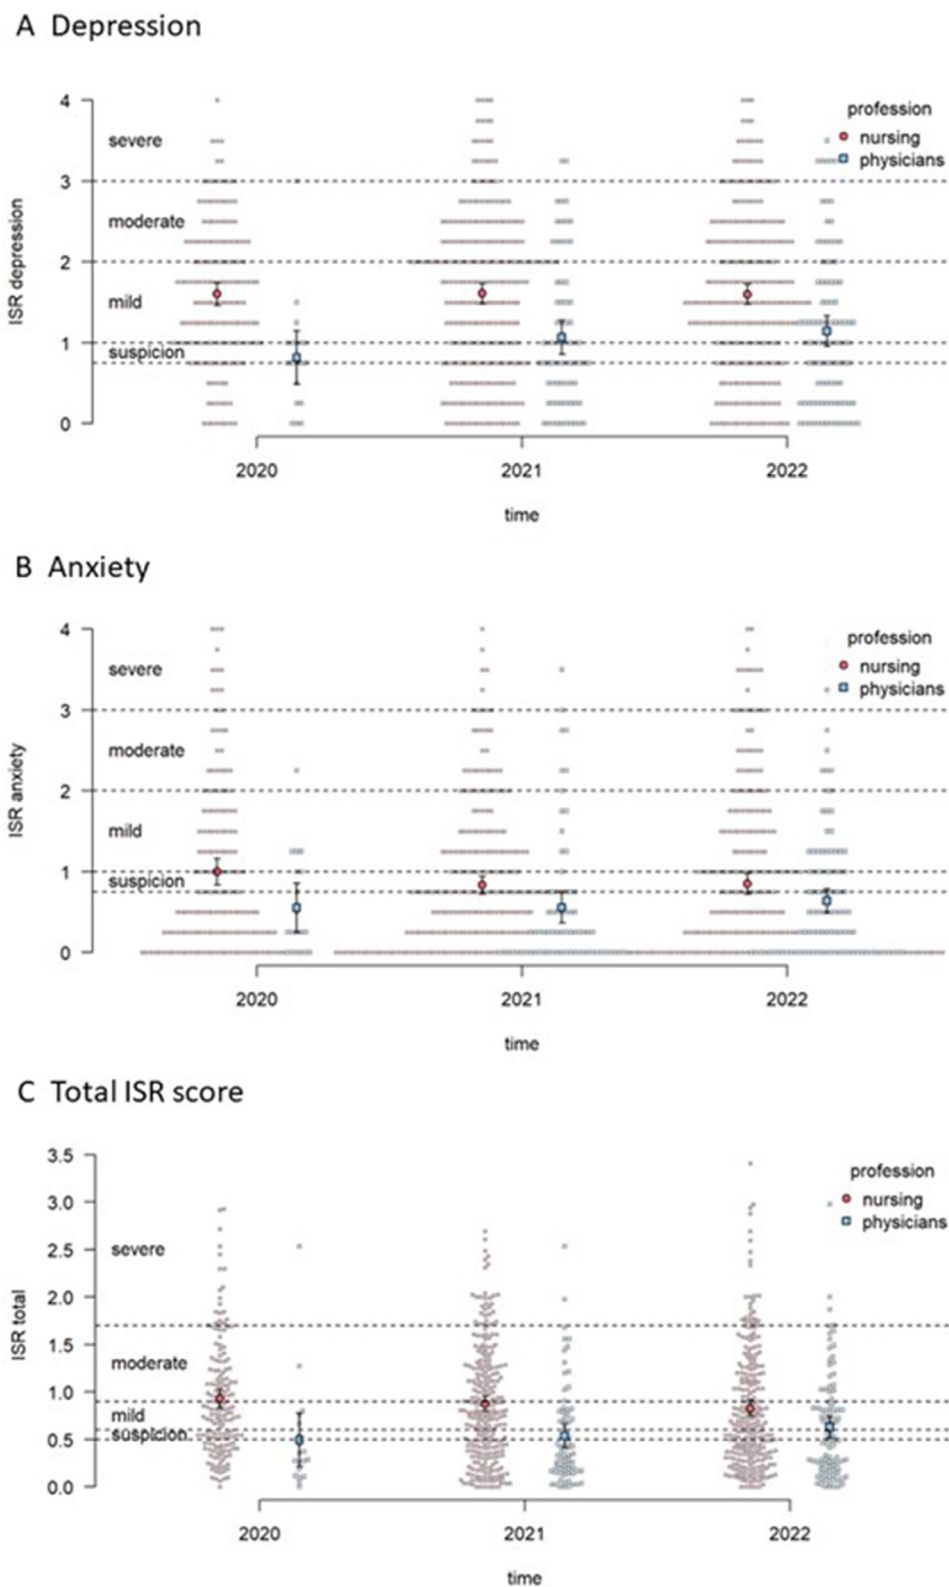 A Depression
ISR depression
4
3
2
1
0
severe
moderate
mild
suspicion
profession
nursing
physicians
2020
2021
2022
time
B Anxiety
ISR anxiety
4
3
2
1
0
severe
moderate
mild
suspicion
profession
nursing
physicians
2020
2021
2022
time
C Total ISR score
ISR total
3.5
3.0
2.5
2.0
1.5
1.0
0.5
0.0
severe
moderate
mild
suspicion
profession
nursing
physicians
2020
2021
2022
time